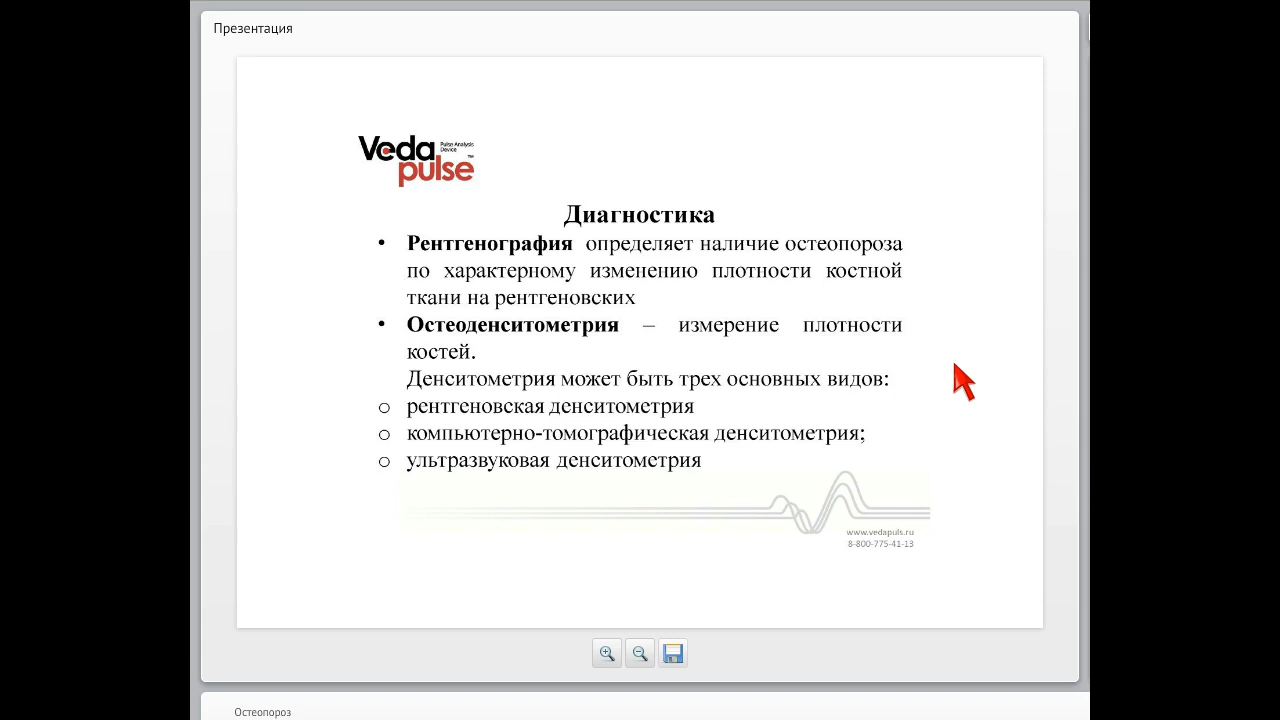 Презентация
Veda Pulse Analysis
Device
pulse ™
Диагностика
• Рентгенография определяет наличие остеопороза
по характерному изменению плотности костной
ткани на рентгеновских
• Остеоденситометрия – измерение плотности
костей.
Денситометрия может быть трех основных видов:
o рентгеновская денситометрия
o компьютерно-томографическая денситометрия;
o ультразвуковая денситометрия
www.vedapuls.ru
8-800-775-41-13
Остеопороз